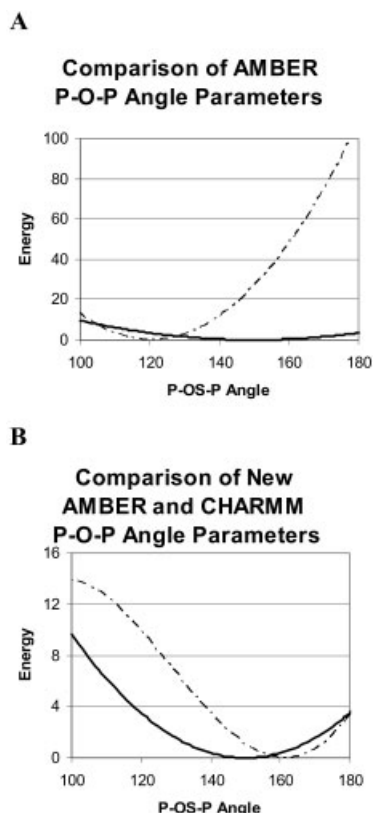 A
Comparison of AMBER
P-O-P Angle Parameters
100
80
60
40
20
0
Energy
100 120 140 160 180
P-OS-P Angle
B
Comparison of New
AMBER and CHARMM
P-O-P Angle Parameters
16
12
8
4
0
Energy
100 120 140 160 180
P-OS-P Angle